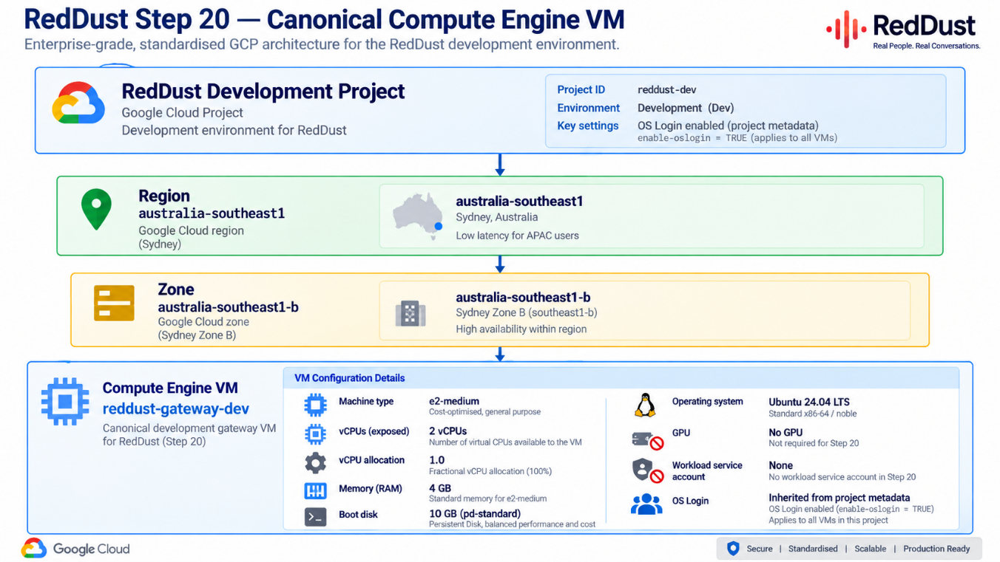 RedDust Step 20 — Canonical Compute Engine VM
Enterprise-grade, standardised GCP architecture for the RedDust development environment.
RedDust
Real People. Real Conversations.
RedDust Development Project
Google Cloud Project
Development environment for RedDust
Project ID reddust-dev
Environment Development (Dev)
Key settings OS Login enabled (project metadata)
enable-oslogin = TRUE (applies to all VMs)
Region
australia-southeast1
Google Cloud region
(Sydney)
australia-southeast1
Sydney, Australia
Low latency for APAC users
Zone
australia-southeast1-b
Google Cloud zone
(Sydney Zone B)
australia-southeast1-b
Sydney Zone B (southeast1-b)
High availability within region
Compute Engine VM
reddust-gateway-dev
Canonical development gateway VM
for RedDust (Step 20)
VM Configuration Details
Machine type e2-medium
Cost-optimised, general purpose
vCPUs (exposed) 2 vCPUs
Number of virtual CPUs available to the VM
vCPU allocation 1.0
Fractional vCPU allocation (100%)
Memory (RAM) 4 GB
Standard memory for e2-medium
Boot disk 10 GB (pd-standard)
Persistent Disk, balanced performance and cost
Operating system Ubuntu 24.04 LTS
Standard x86-64 / noble
GPU No GPU
Not required for Step 20
Workload service None
account No workload service account in Step 20
OS Login Inherited from project metadata
OS Login enabled (enable-oslogin = TRUE)
Applies to all VMs in this project
Google Cloud
Secure | Standardised | Scalable | Production Ready